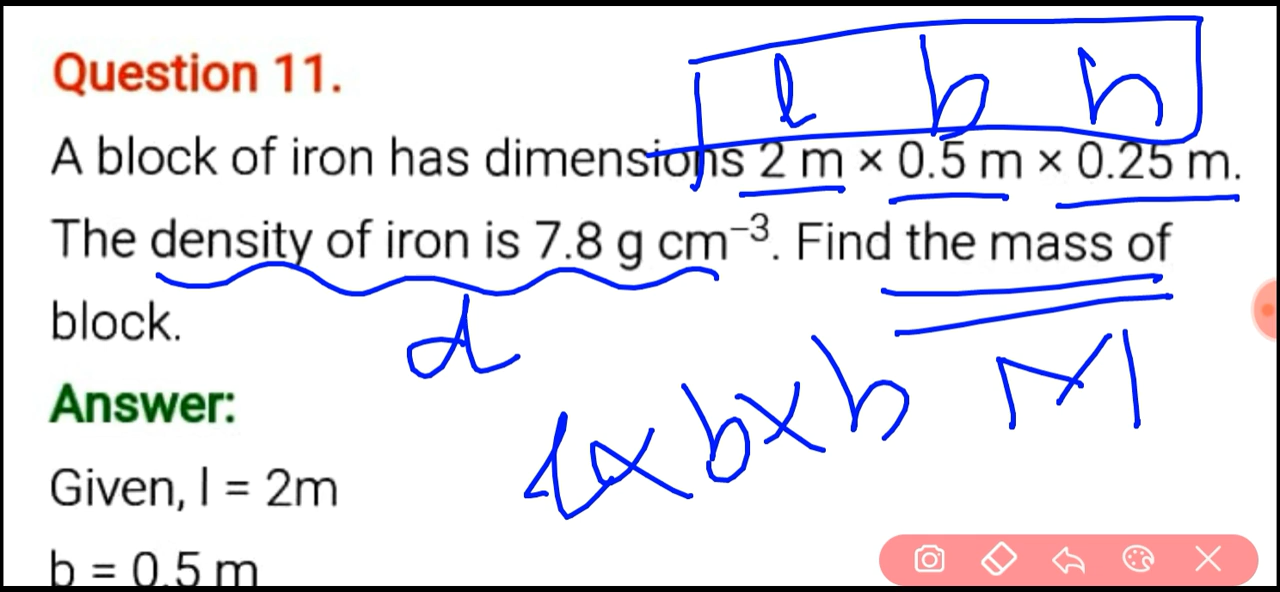 Question 11.
l b h
A block of iron has dimensions 2 m × 0.5 m × 0.25 m.
The density of iron is 7.8 g cm⁻³. Find the mass of
block.
d
M
l × b × h
Answer:
Given, l = 2m
b = 0.5 m